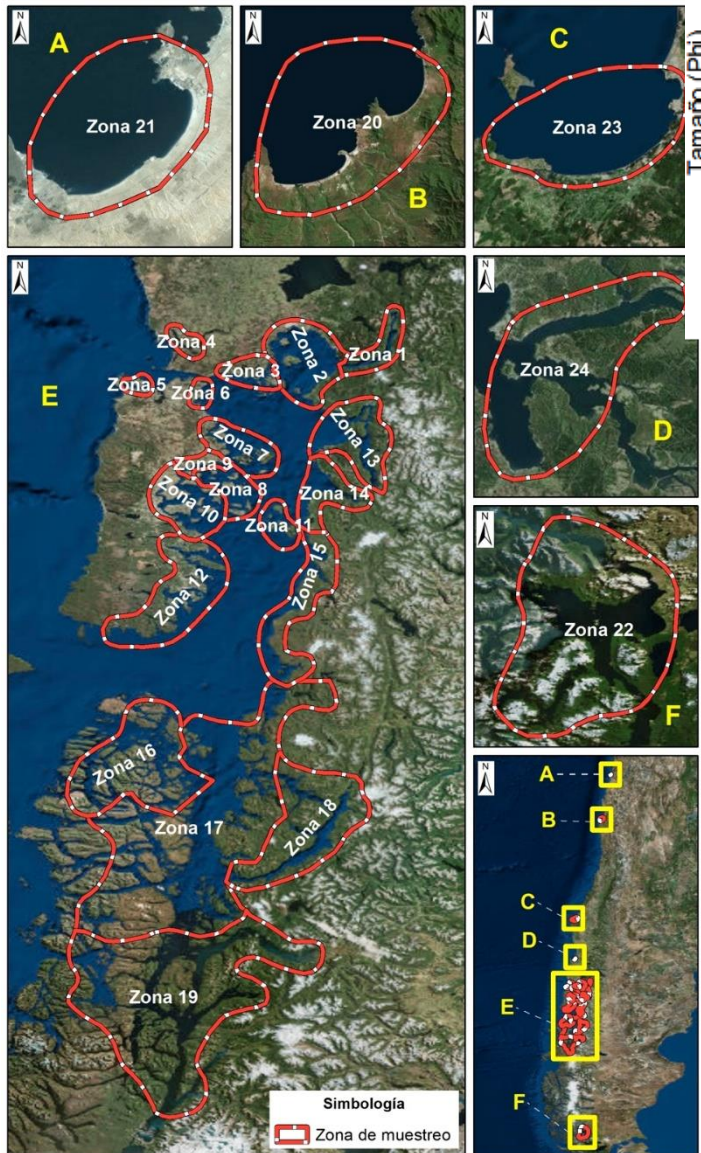 N
A
Zona 21
N
Zona 20
B
N
C
Zona 23
Tamaño (Phi)
N
E
Zona 4
Zona 5
Zona 3
Zona 6
Zona 2
Zona 1
Zona 7
Zona 13
Zona 9
Zona 8
Zona 10
Zona 14
Zona 11
Zona 12
Zona 15
Zona 16
Zona 17
Zona 18
Zona 19
Simbología
Zona de muestreo
N
Zona 24
D
N
Zona 22
F
N
A
B
C
D
E
F